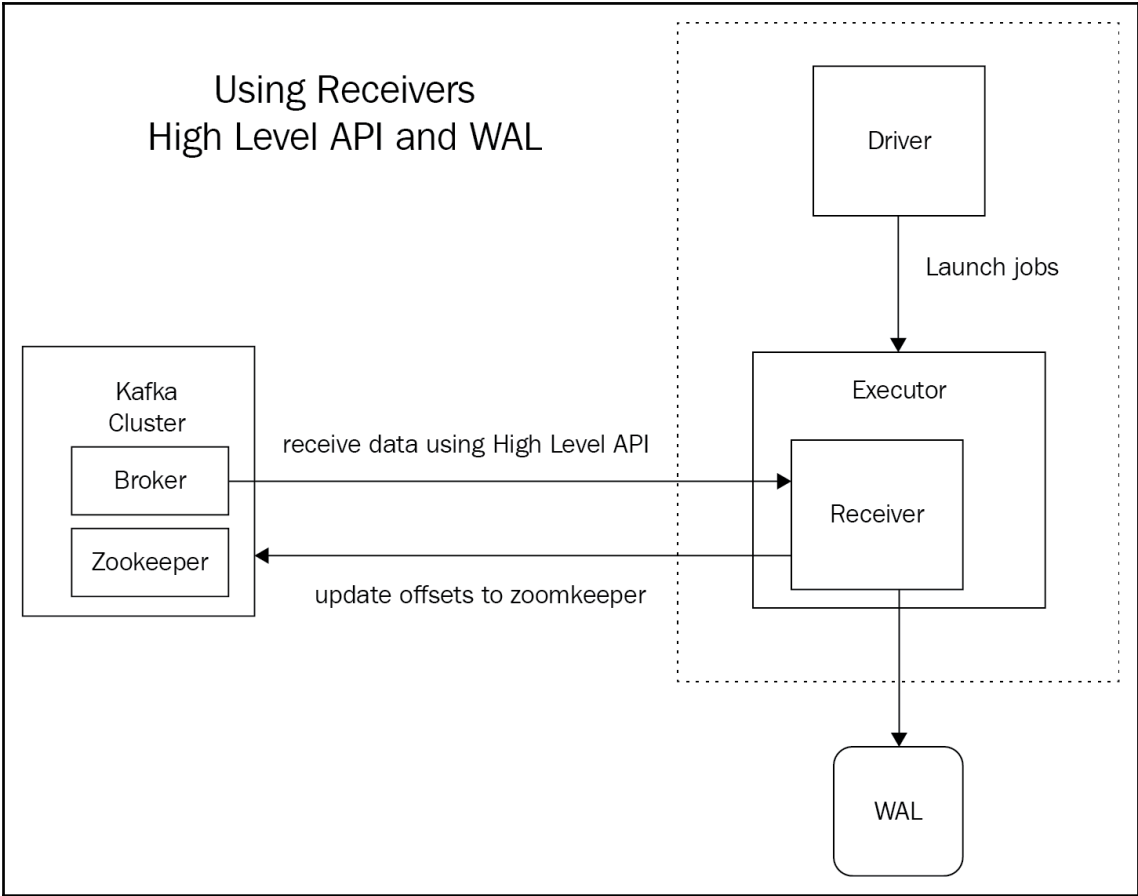 Using Receivers
High Level API and WAL
Driver
Launch jobs
Executor
Kafka
Cluster
receive data using High Level API
Broker
Receiver
Zookeeper
update offsets to zoomkeeper
WAL